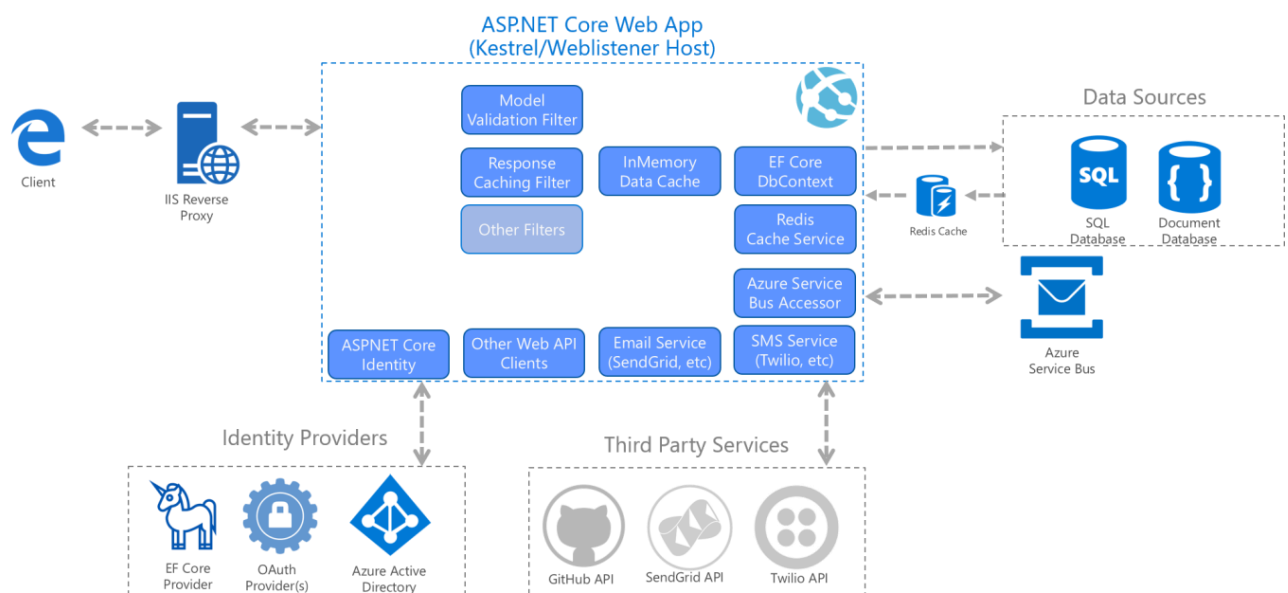 ASP.NET Core Web App
(Kestrel/Weblistener Host)
Client
IIS Reverse
Proxy
Model
Validation Filter
Response
Caching Filter
Other Filters
InMemory
Data Cache
EF Core
DbContext
Redis
Cache Service
Azure Service
Bus Accessor
ASPNET Core
Identity
Other Web API
Clients
Email Service
(SendGrid, etc)
SMS Service
(Twilio, etc)
Data Sources
SQL
SQL
Database
{ }
Document
Database
Redis Cache
Azure
Service Bus
Identity Providers
EF Core
Provider
OAuth
Provider(s)
Azure Active
Directory
Third Party Services
GitHub API
SendGrid API
Twilio API